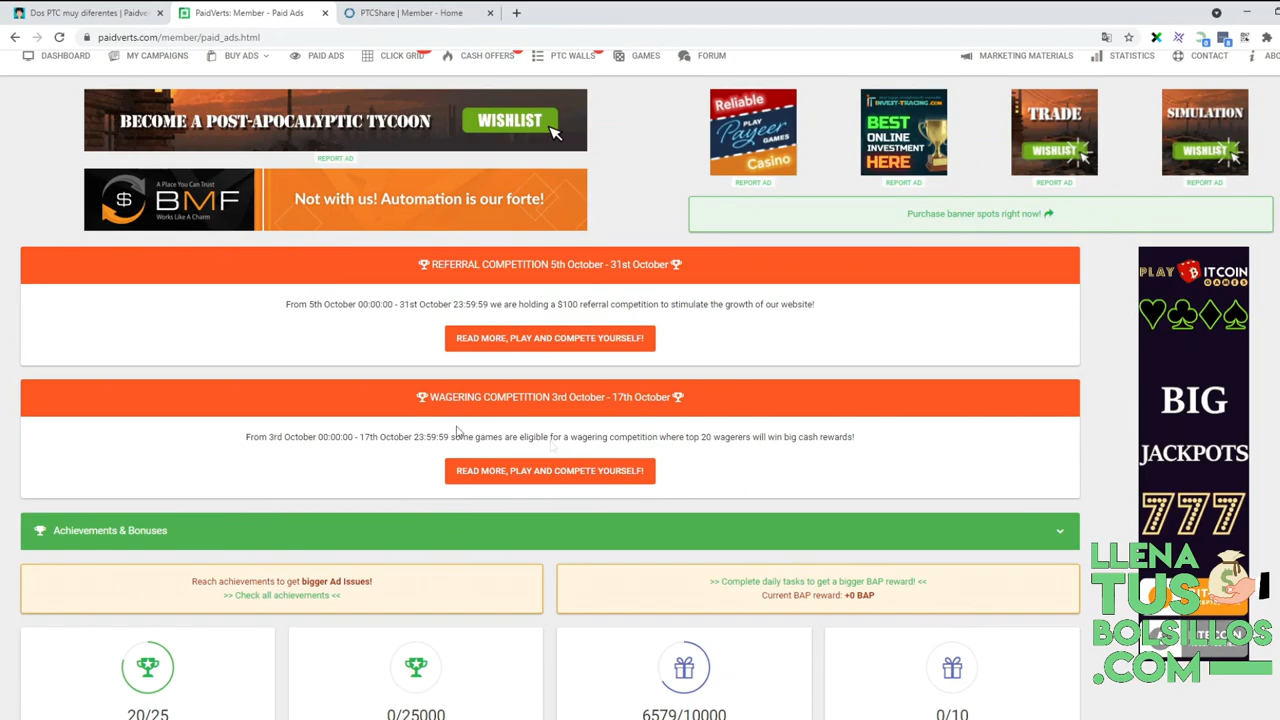 Dos PTC muy diferentes | Paidve
PaidVerts: Member - Paid Ads
PTCShare | Member - Home
paidverts.com/member/paid_ads.html
DASHBOARD
MY CAMPAIGNS
BUY ADS
PAID ADS
CLICK GRID
CASH OFFERS
PTC WALLS
GAMES
FORUM
MARKETING MATERIALS
STATISTICS
CONTACT
BECOME A POST-APOCALYPTIC TYCOON
WISHLIST
REPORT AD
A Place You Can Trust
BMF
Works Like A Charm
Not with us! Automation is our forte!
Reliable
PLAY
Payeer
GAMES
Casino
REPORT AD
INVEST-TRACING.COM
BEST
ONLINE
INVESTMENT
HERE
REPORT AD
TRADE
WISHLIST
REPORT AD
SIMULATION
WISHLIST
REPORT AD
Purchase banner spots right now!
REFERRAL COMPETITION 5th October - 31st October
From 5th October 00:00:00 - 31st October 23:59:59 we are holding a $100 referral competition to stimulate the growth of our website!
READ MORE, PLAY AND COMPETE YOURSELF!
WAGERING COMPETITION 3rd October - 17th October
From 3rd October 00:00:00 - 17th October 23:59:59 some games are eligible for a wagering competition where top 20 wagerers will win big cash rewards!
READ MORE, PLAY AND COMPETE YOURSELF!
Achievements & Bonuses
Reach achievements to get bigger Ad Issues!
>> Check all achievements <<
>> Complete daily tasks to get a bigger BAP reward! <<
Current BAP reward: +0 BAP
20/25
0/25000
6579/10000
0/10
PLAY BITCOIN
GAMES
BIG
JACKPOTS
777
LLENA
TUS
BOLSILLOS
.COM